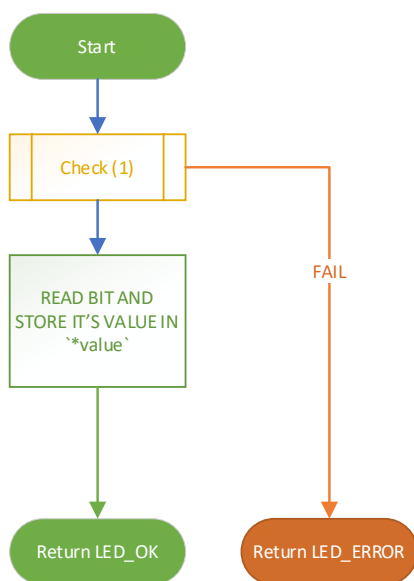 Start
Check (1)
FAIL
READ BIT AND
STORE IT’S VALUE IN
`*value`
Return LED_OK
Return LED_ERROR